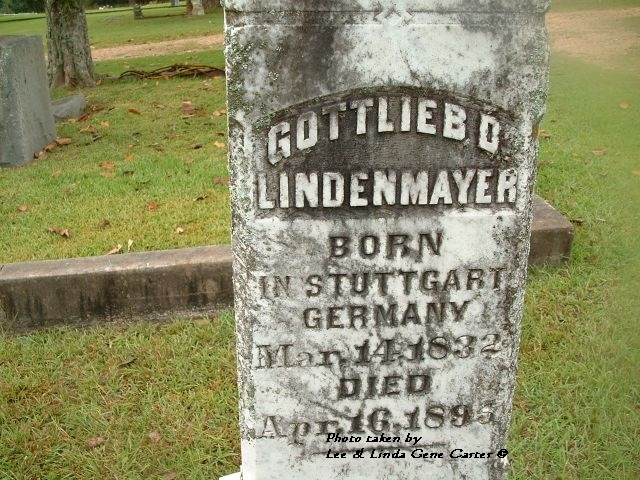 GOTTLIEB D.
LINDENMAYER
BORN
IN STUTTGART
GERMANY
Mar. 14. 1832
DIED
Apr. 16. 1895
Photo taken by
Lee & Linda Gene Carter ©